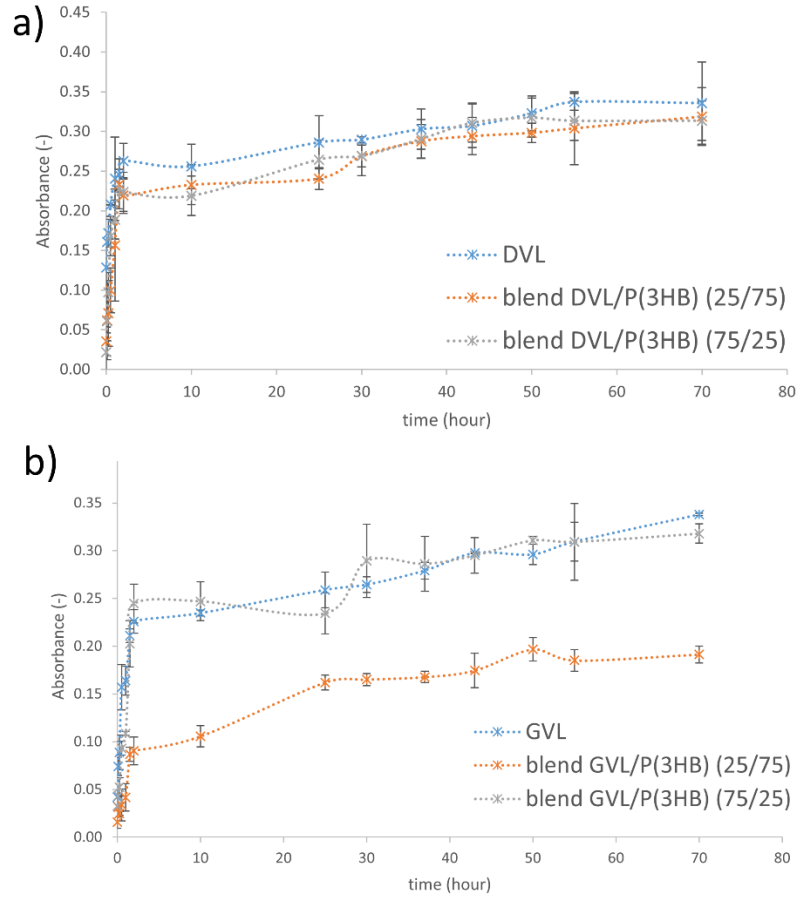 a)
0.45
0.40
0.35
0.30
0.25
0.20
0.15
0.10
0.05
0.00
Absorbance (-)
DVL
blend DVL/P(3HB) (25/75)
blend DVL/P(3HB) (75/25)
0 10 20 30 40 50 60 70 80
time (hour)
b)
0.35
0.30
0.25
0.20
0.15
0.10
0.05
0.00
Absorbance (-)
GVL
blend GVL/P(3HB) (25/75)
blend GVL/P(3HB) (75/25)
0 10 20 30 40 50 60 70 80
time (hour)